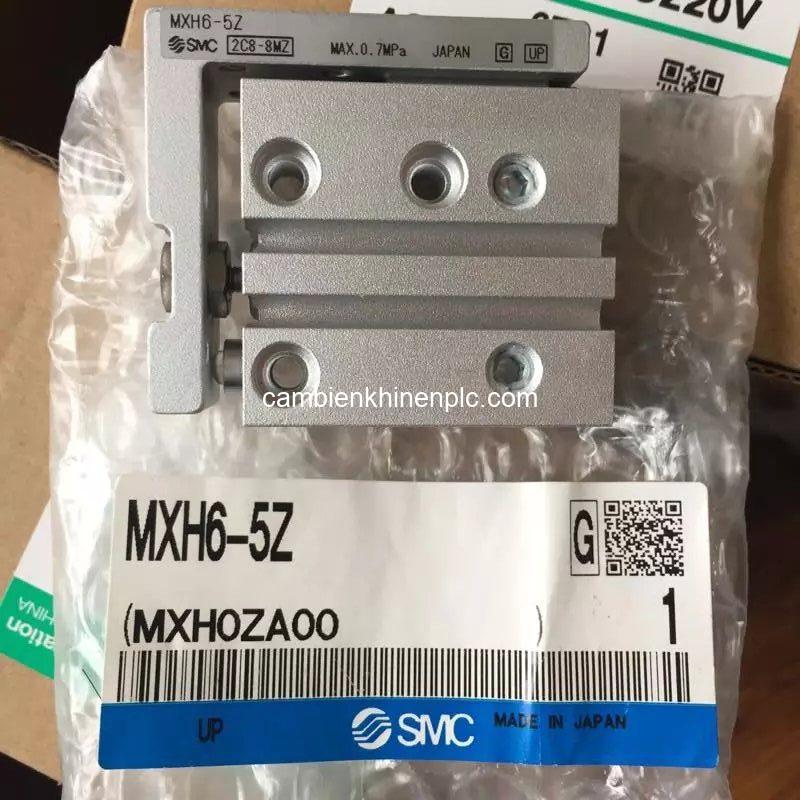 MXH6-5Z
SMC 2C8-8MZ MAX.0.7MPa JAPAN G UP
cambienkhinenplc.com
MXH6-5Z
G
(MXH0ZA00 )
1
UP
SMC MADE IN JAPAN